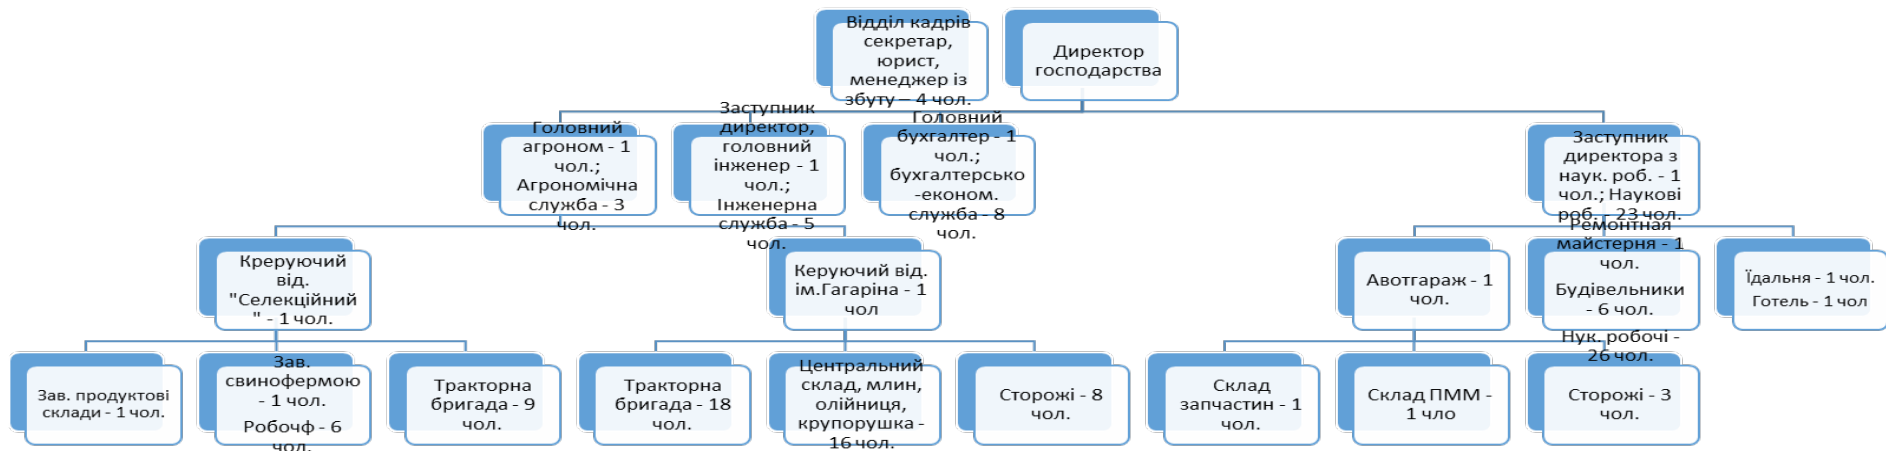 Відділ кадрів
секретар,
юрист,
менеджер із
збуту – 4 чол.
Директор
господарства
Головний
агроном - 1
чол.;
Агрономічна
служба - 3
чол.
Заступник
директор,
головний
інженер - 1
чол.;
Інженерна
служба - 5
чол.
Головний
бухгалтер - 1
чол.;
бухгалтерсько
-економ.
служба - 8
чол.
Заступник
директора з
наук. роб. - 1
чол.; Наукові
роб. - 23 чол.
Креруючий
від.
"Селекційний
" - 1 чол.
Керуючий від.
ім.Гагаріна - 1
чол
Авотгараж - 1
чол.
Ремонтная
майстерня - 1
чол.
Будівельники
- 6 чол.
Нук. робочі -
26 чол.
Їдальня - 1 чол.
Готель - 1 чол
Зав. продуктові
склади - 1 чол.
Зав.
свинофермою
- 1 чол.
Робочф - 6
чол.
Тракторна
бригада - 9
чол.
Тракторна
бригада - 18
чол.
Центральний
склад, млин,
олійниця,
крупорушка -
16 чол.
Сторожі - 8
чол.
Склад
запчастин - 1
чол.
Склад ПММ -
1 чло
Сторожі - 3
чол.